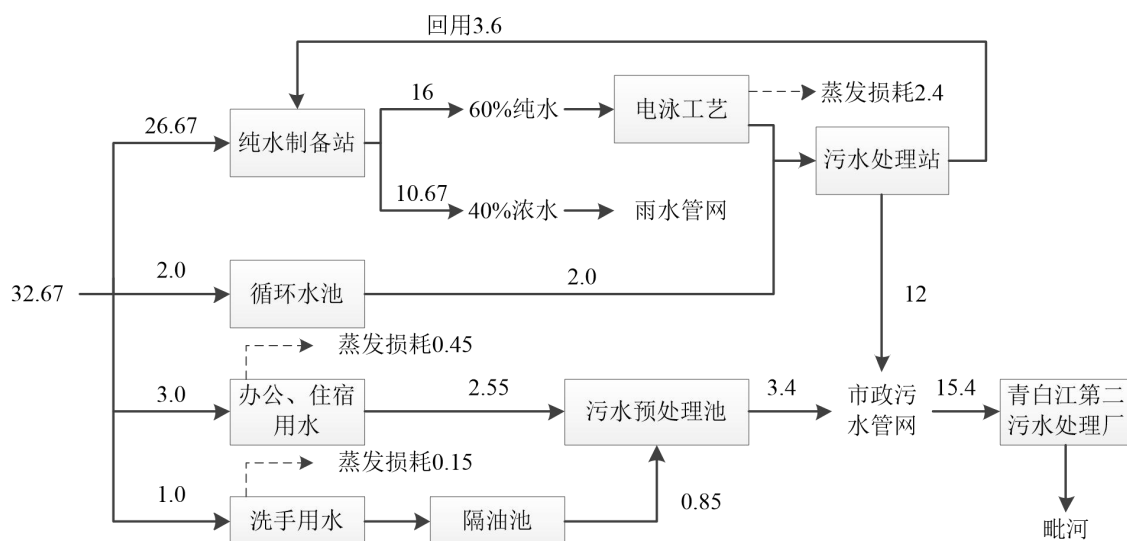 回用3.6
16
60%纯水
电泳工艺
蒸发损耗2.4
26.67
纯水制备站
污水处理站
10.67
40%浓水
雨水管网
2.0
循环水池
2.0
32.67
12
蒸发损耗0.45
3.0
办公、住宿
用水
2.55
污水预处理池
3.4
市政污
水管网
15.4
青白江第二
污水处理厂
蒸发损耗0.15
1.0
洗手用水
隔油池
0.85
毗河